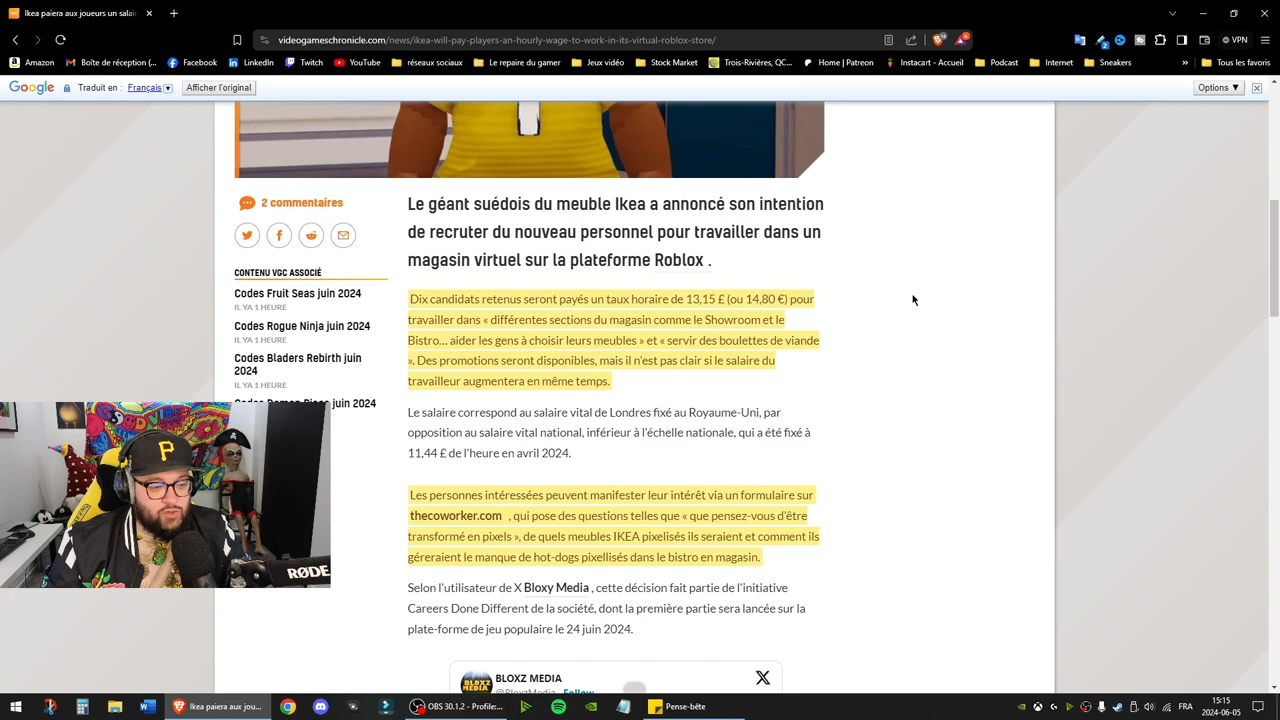 Ikea paiera aux joueurs un salair
videogameschronicle.com/news/ikea-will-pay-players-an-hourly-wage-to-work-in-its-virtual-roblox-store/
VPN
Amazon
Boîte de réception (...
Facebook
LinkedIn
Twitch
YouTube
réseaux sociaux
Le repaire du gamer
Jeux vidéo
Stock Market
Trois-Rivières, QC...
Home | Patreon
Instacart - Accueil
Podcast
Internet
Sneakers
Tous les favoris
Google
Traduit en :
Français
Afficher l'original
Options ▼
2 commentaires
CONTENU VGC ASSOCIÉ
Codes Fruit Seas juin 2024
IL YA 1 HEURE
Codes Rogue Ninja juin 2024
IL YA 1 HEURE
Codes Bladers Rebirth juin
2024
IL YA 1 HEURE
juin 2024
Le géant suédois du meuble Ikea a annoncé son intention
de recruter du nouveau personnel pour travailler dans un
magasin virtuel sur la plateforme Roblox .
Dix candidats retenus seront payés un taux horaire de 13,15 £ (ou 14,80 €) pour
travailler dans « différentes sections du magasin comme le Showroom et le
Bistro… aider les gens à choisir leurs meubles » et « servir des boulettes de viande
». Des promotions seront disponibles, mais il n'est pas clair si le salaire du
travailleur augmentera en même temps.
Le salaire correspond au salaire vital de Londres fixé au Royaume-Uni, par
opposition au salaire vital national, inférieur à l'échelle nationale, qui a été fixé à
11,44 £ de l'heure en avril 2024.
Les personnes intéressées peuvent manifester leur intérêt via un formulaire sur
thecoworker.com , qui pose des questions telles que « que pensez-vous d'être
transformé en pixels », de quels meubles IKEA pixelisés ils seraient et comment ils
géreraient le manque de hot-dogs pixellisés dans le bistro en magasin.
Selon l'utilisateur de X Bloxy Media , cette décision fait partie de l'initiative
Careers Done Different de la société, dont la première partie sera lancée sur la
plate-forme de jeu populaire le 24 juin 2024.
BLOXZ MEDIA
@BloxzMedia · Follow
P
RØDE
Ikea paiera aux jou...
OBS 30.1.2 - Profile:...
Pense-bête
FRA
15:15
2024-06-05